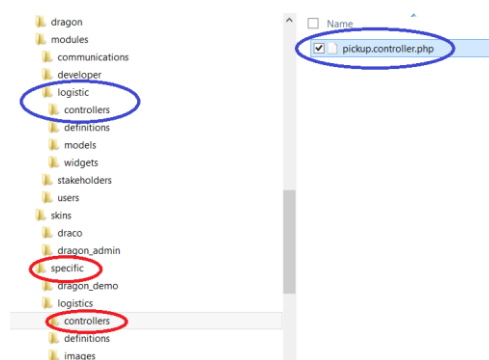 dragon
modules
communications
developer
logistic
controllers
definitions
models
widgets
stakeholders
users
skins
draco
dragon_admin
specific
dragon_demo
logistics
controllers
definitions
images
Name
pickup.controller.php